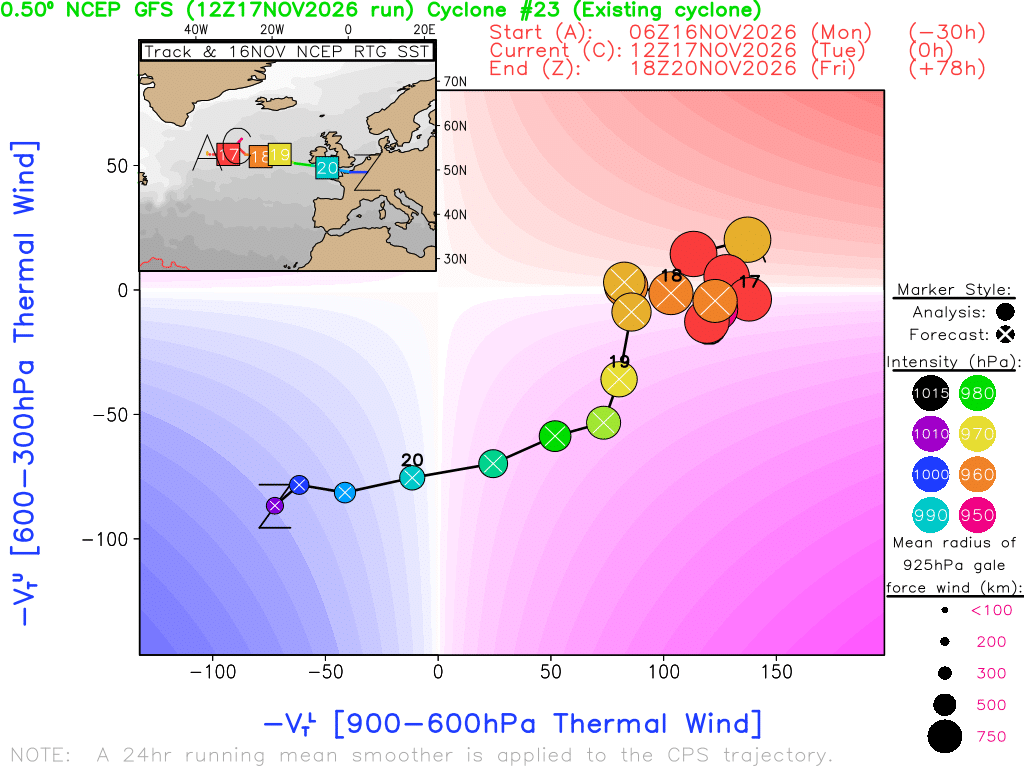 0.50° NCEP GFS (12Z17NOV2026 run) Cyclone #23 (Existing cyclone)
Start (A): 06Z16NOV2026 (Mon) (−30h)
Current (C): 12Z17NOV2026 (Tue) (0h)
End (Z): 18Z20NOV2026 (Fri) (+78h)
40W 20W 0 20E
Track & 16NOV NCEP RTG SST
70N
60N
50N
40N
30N
A C 17 18 19 20 Z
50
0
−50
−100
−V_T^U [600−300hPa Thermal Wind]
18
17
19
20
Z
−100 −50 0 50 100 150
−V_T^L [900−600hPa Thermal Wind]
Marker Style:
Analysis:
Forecast:
Intensity (hPa):
1015 980
1010 970
1000 960
990 950
Mean radius of
925hPa gale
force wind (km):
<100
200
300
500
750
NOTE: A 24hr running mean smoother is applied to the CPS trajectory.